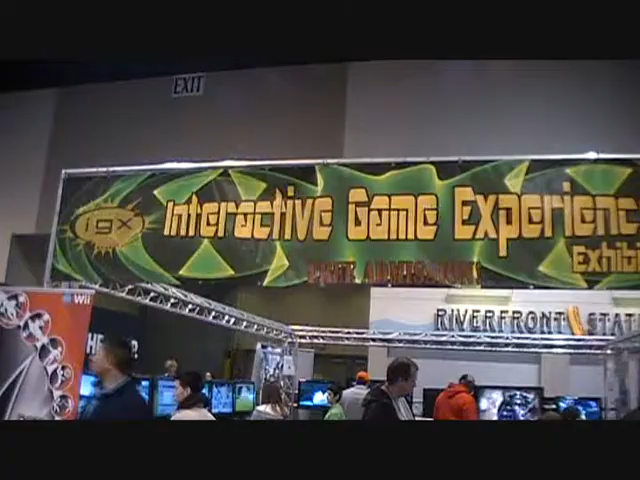 EXIT
igx
Interactive Game Experienc
Exhibi
FREE ADMISSION
RIVERFRONT STATI
Wii